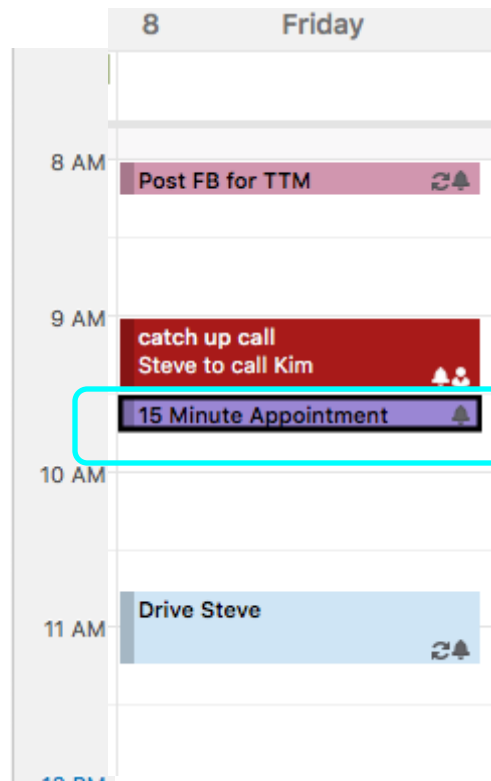 8 Friday
8 AM
Post FB for TTM
9 AM
catch up call
Steve to call Kim
15 Minute Appointment
10 AM
Drive Steve
11 AM